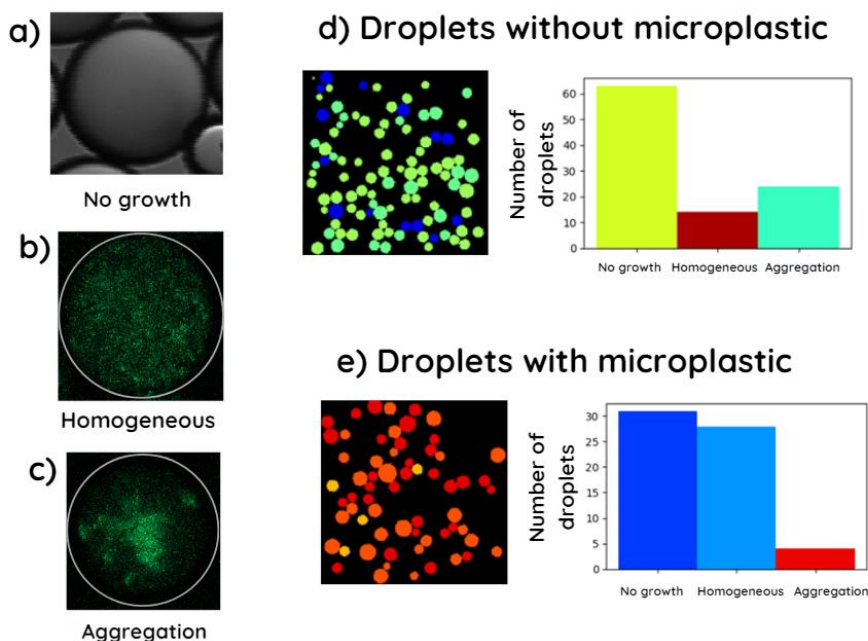 a)
No growth
b)
Homogeneous
c)
Aggregation
d) Droplets without microplastic
Number of
droplets
60
50
40
30
20
10
0
No growth Homogeneous Aggregation
e) Droplets with microplastic
Number of
droplets
30
25
20
15
10
5
0
No growth Homogeneous Aggregation